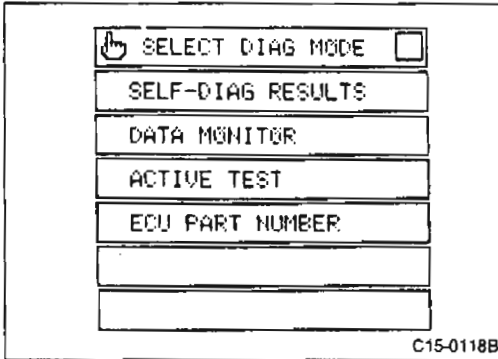 SELECT DIAG MODE
SELF-DIAG RESULTS
DATA MONITOR
ACTIVE TEST
ECU PART NUMBER
C15-0118B